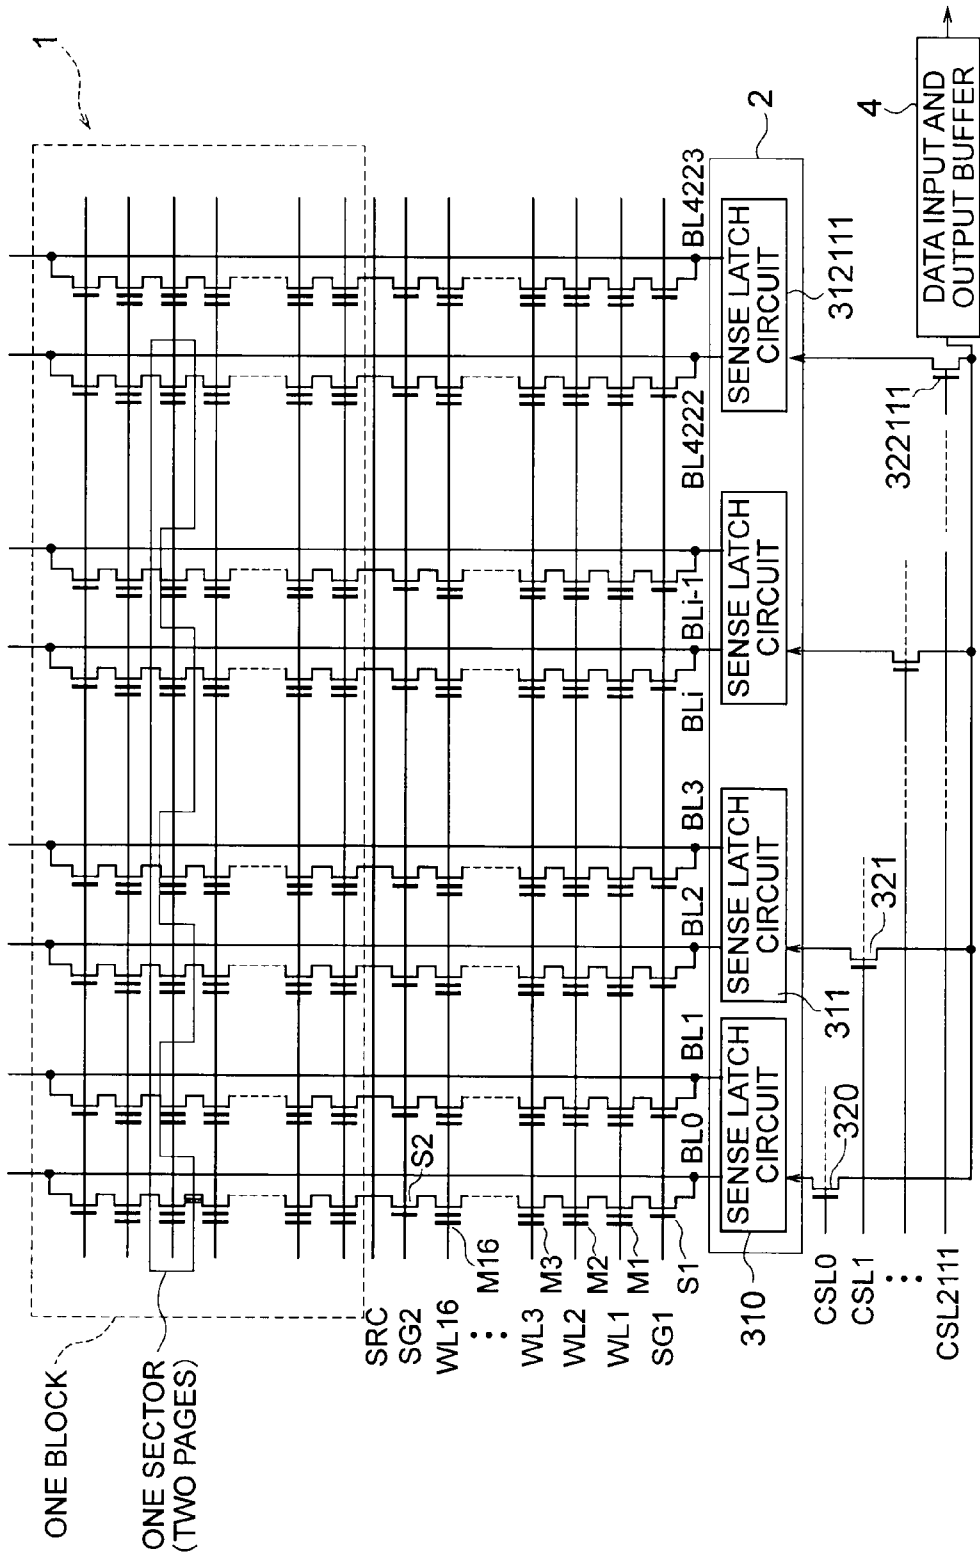 1
ONE BLOCK
ONE SECTOR
(TWO PAGES)
SRC
SG2
WL16
WL3
WL2
WL1
SG1
S2
M16
M3
M2
M1
S1
BL0
BL1
BL2
BL3
BLi
BLi-1
BL4222
BL4223
2
SENSE LATCH
CIRCUIT
SENSE LATCH
CIRCUIT
SENSE LATCH
CIRCUIT
SENSE LATCH
CIRCUIT
310
311
312111
CSL0
CSL1
CSL2111
320
321
322111
4
DATA INPUT AND
OUTPUT BUFFER